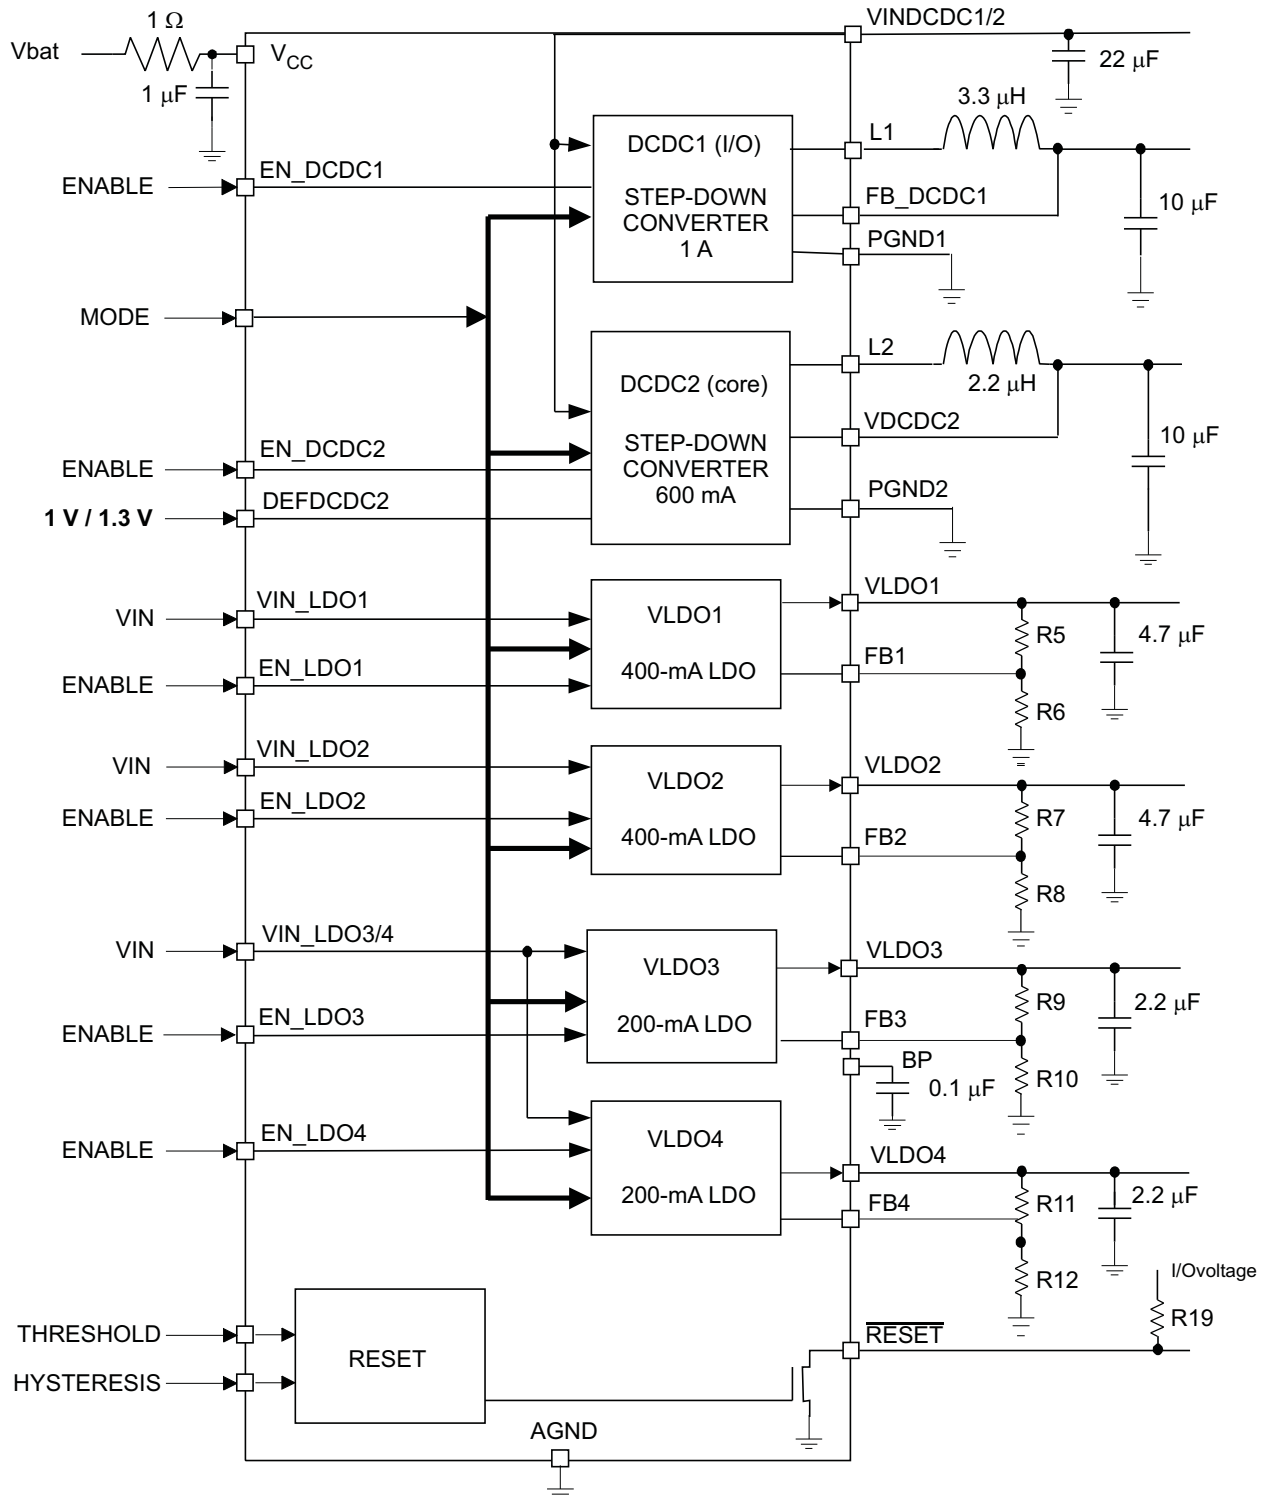 1 Ω
VINDCDC1/2
Vbat
VCC
22 μF
1 μF
3.3 μH
DCDC1 (I/O)
L1
ENABLE
EN_DCDC1
STEP-DOWN
CONVERTER
1 A
FB_DCDC1
10 μF
PGND1
MODE
L2
DCDC2 (core)
2.2 μH
VDCDC2
10 μF
ENABLE
EN_DCDC2
STEP-DOWN
CONVERTER
600 mA
PGND2
1 V / 1.3 V
DEFDCDC2
VIN
VIN_LDO1
VLDO1
400-mA LDO
VLDO1
R5
4.7 μF
ENABLE
EN_LDO1
FB1
R6
VIN
VIN_LDO2
VLDO2
400-mA LDO
VLDO2
R7
4.7 μF
ENABLE
EN_LDO2
FB2
R8
VIN
VIN_LDO3/4
VLDO3
200-mA LDO
VLDO3
R9
2.2 μF
ENABLE
EN_LDO3
FB3
R10
BP
0.1 μF
ENABLE
EN_LDO4
VLDO4
200-mA LDO
VLDO4
R11
2.2 μF
FB4
R12
I/Ovoltage
R19
THRESHOLD
HYSTERESIS
RESET
RESET
AGND